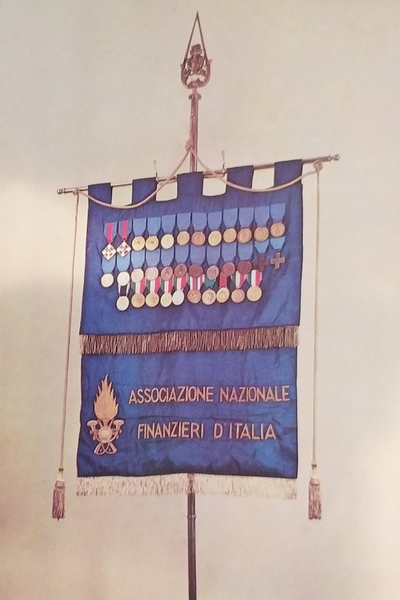 ASSOCIAZIONE NAZIONALE
FINANZIERI D'ITALIA